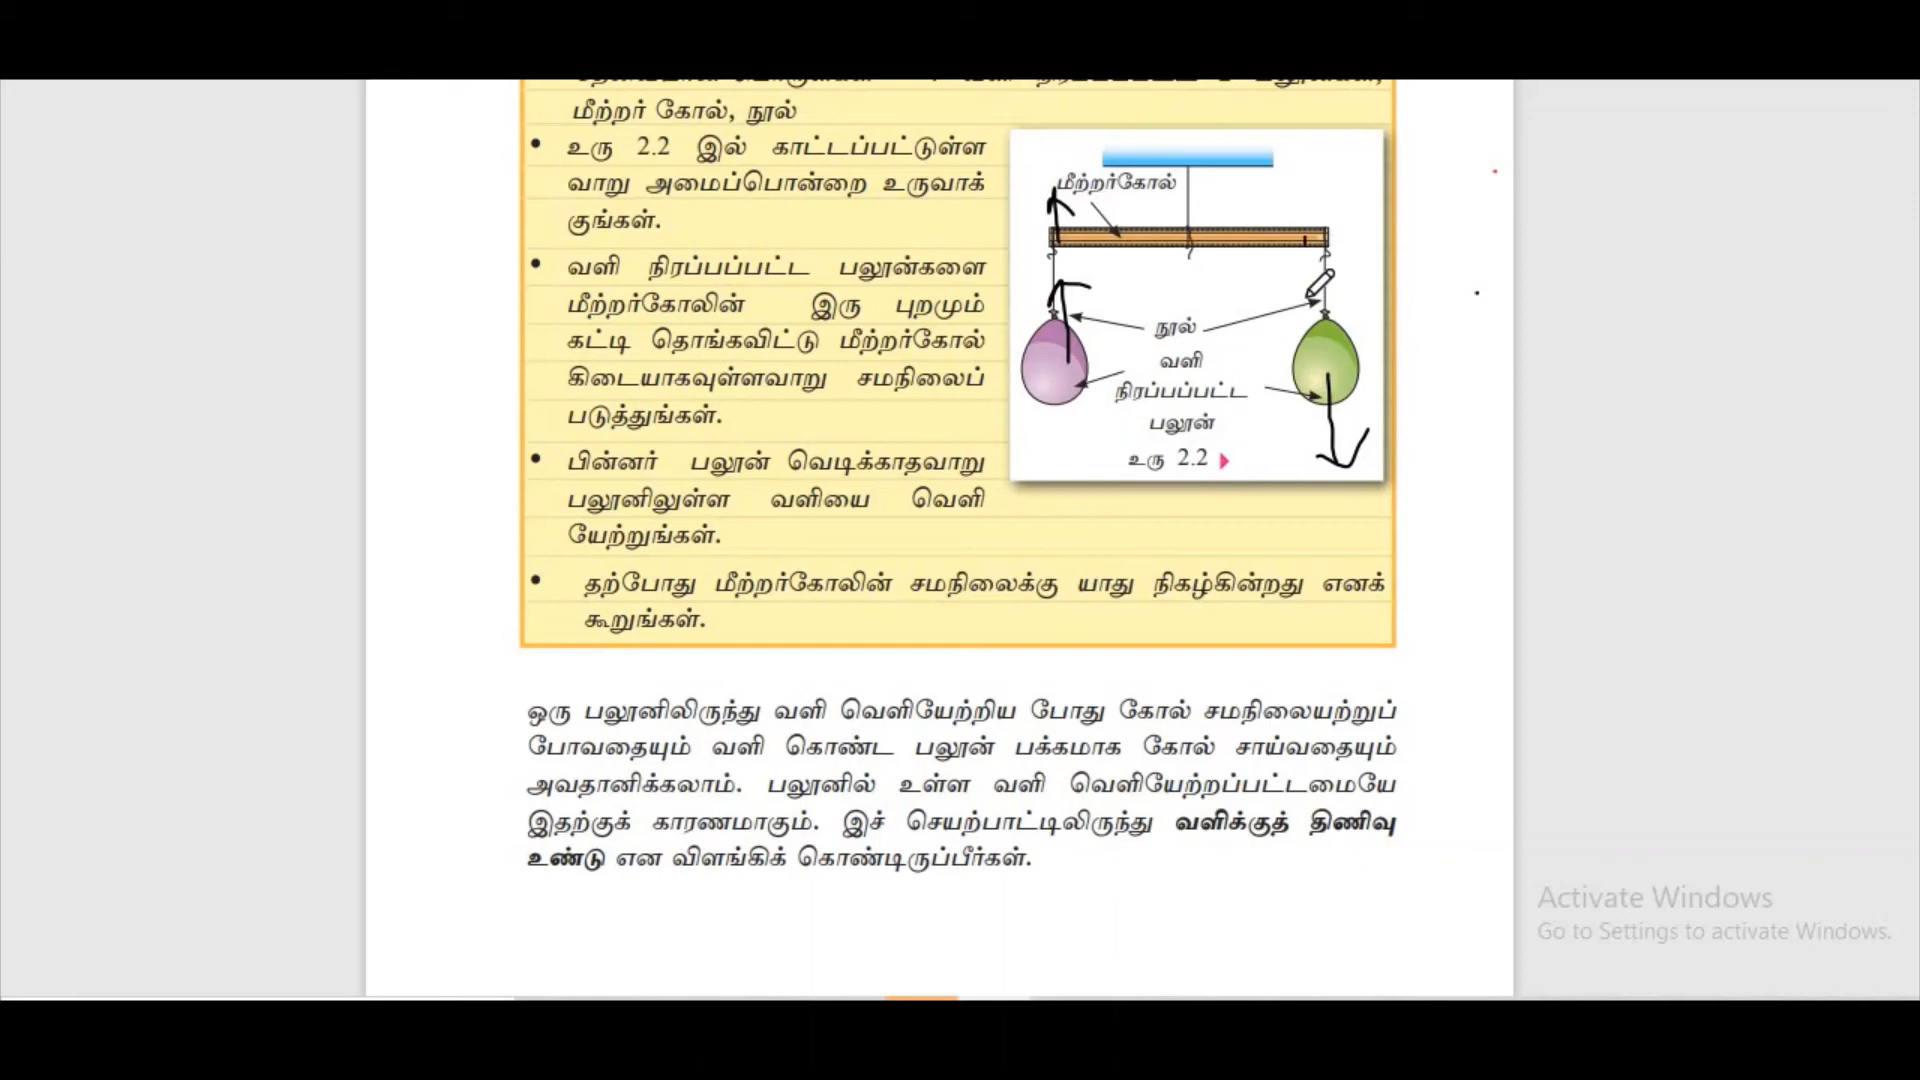 மீற்றர் கோல், நூல்
• உரு 2.2 இல் காட்டப்பட்டுள்ள
வாறு அமைப்பொன்றை உருவாக்
குங்கள்.
• வளி நிரப்பப்பட்ட பலூன்களை
மீற்றர்கோலின் இரு புறமும்
கட்டி தொங்கவிட்டு மீற்றர்கோல்
கிடையாகவுள்ளவாறு சமநிலைப்
படுத்துங்கள்.
• பின்னர் பலூன் வெடிக்காதவாறு
பலூனிலுள்ள வளியை வெளி
யேற்றுங்கள்.
• தற்போது மீற்றர்கோலின் சமநிலைக்கு யாது நிகழ்கின்றது எனக்
கூறுங்கள்.
மீற்றர்கோல்
நூல்
வளி
நிரப்பப்பட்ட
பலூன்
உரு 2.2
ஒரு பலூனிலிருந்து வளி வெளியேற்றிய போது கோல் சமநிலையற்றுப்
போவதையும் வளி கொண்ட பலூன் பக்கமாக கோல் சாய்வதையும்
அவதானிக்கலாம். பலூனில் உள்ள வளி வெளியேற்றப்பட்டமையே
இதற்குக் காரணமாகும். இச் செயற்பாட்டிலிருந்து வளிக்குத் திணிவு
உண்டு என விளங்கிக் கொண்டிருப்பீர்கள்.
Activate Windows
Go to Settings to activate Windows.